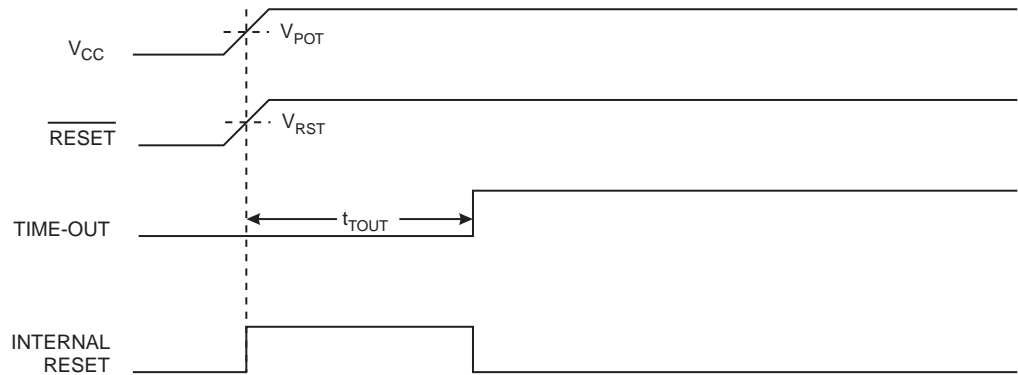 V_CC
V_POT
RESET
V_RST
TIME-OUT
t_TOUT
INTERNAL
RESET